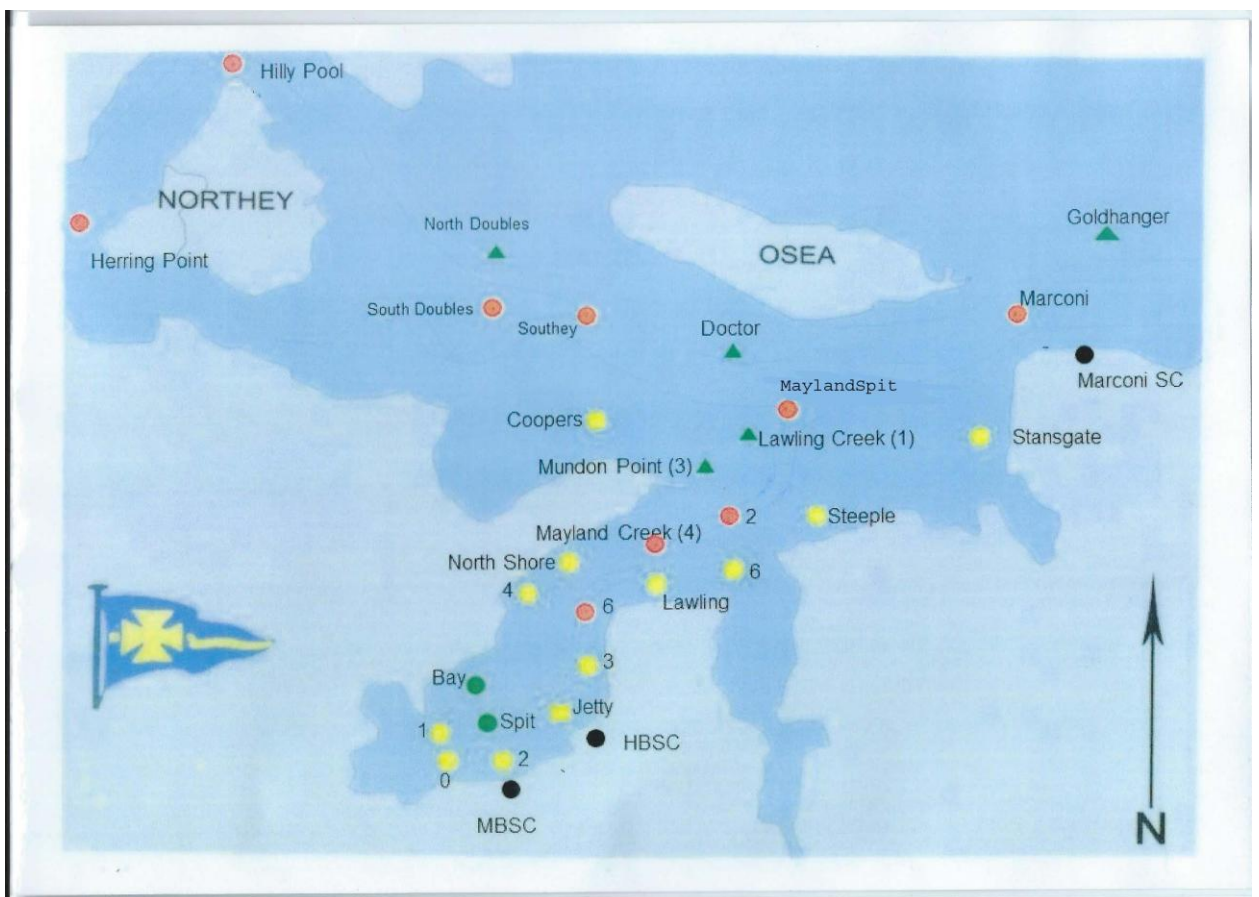 Hilly Pool
NORTHEY
North Doubles
Goldhanger
Herring Point
OSEA
South Doubles
Southey
Marconi
Doctor
Marconi SC
MaylandSpit
Coopers
Lawling Creek (1)
Stansgate
Mundon Point (3)
2
Steeple
Mayland Creek (4)
North Shore
6
4
Lawling
6
3
Bay
Jetty
Spit
1
HBSC
2
0
MBSC
N